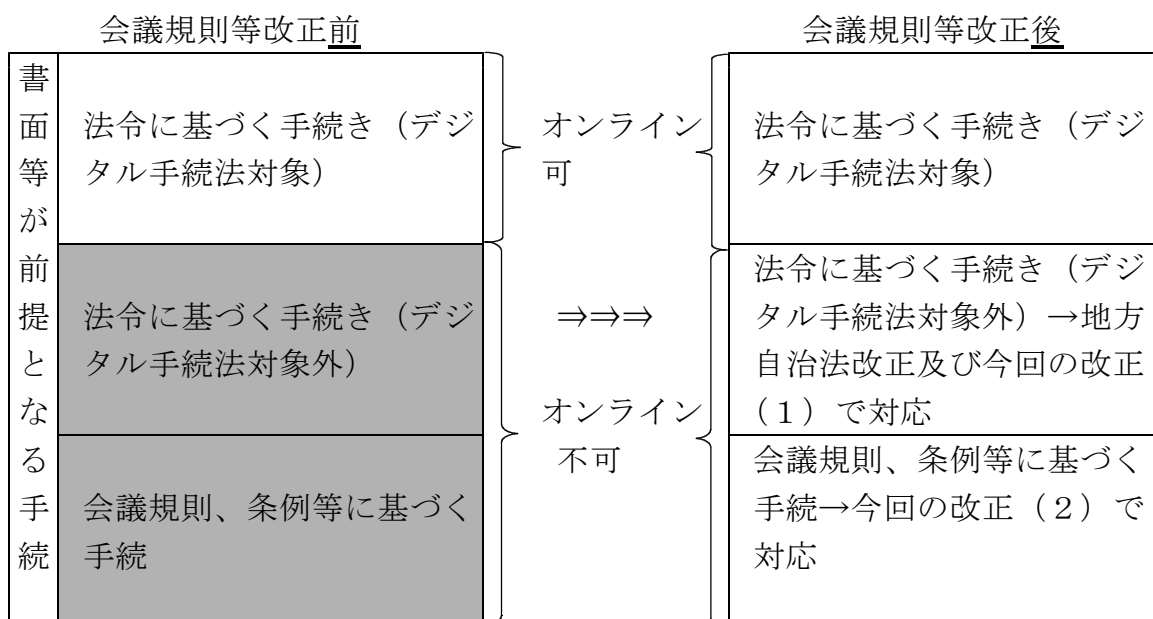 会議規則等改正前
会議規則等改正後
書面等が前提となる手続
法令に基づく手続き（デジ
タル手続法対象）
法令に基づく手続き（デジ
タル手続法対象外）
会議規則、条例等に基づく
手続
オンライン
可
⇒⇒⇒
オンライン
不可
法令に基づく手続き（デジ
タル手続法対象）
法令に基づく手続き（デジ
タル手続法対象外）→地方
自治法改正及び今回の改正
（１）で対応
会議規則、条例等に基づく
手続→今回の改正（２）で
対応